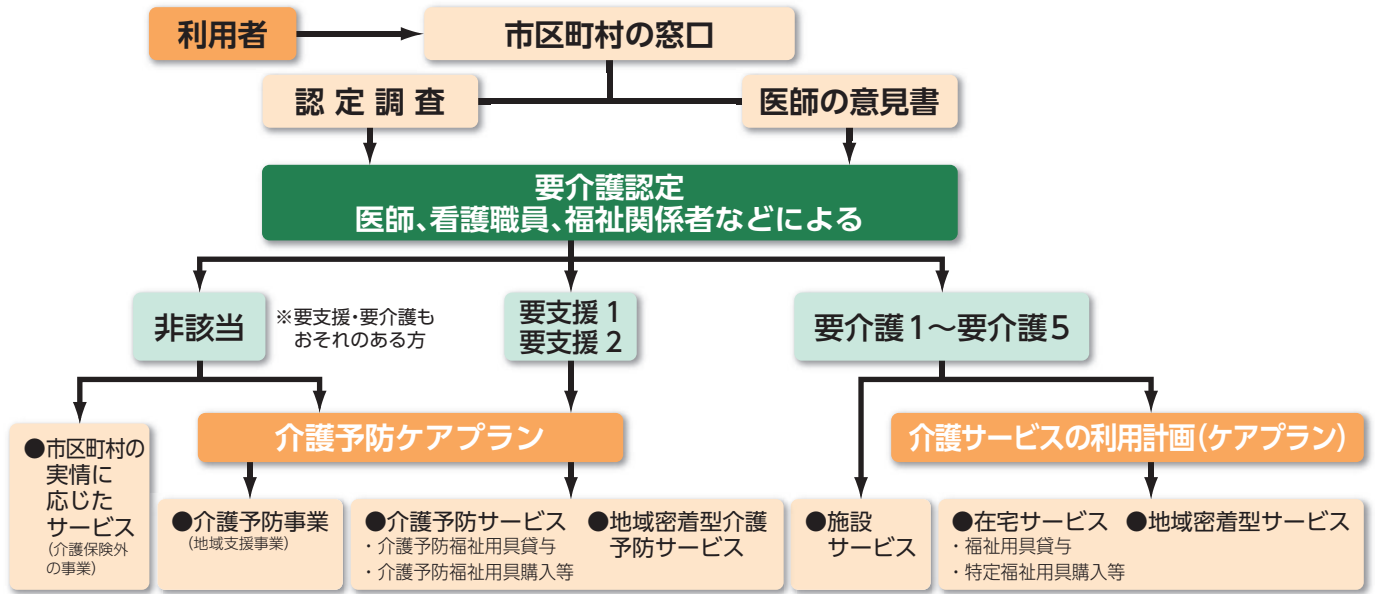 利用者
市区町村の窓口
認定調査
医師の意見書
要介護認定
医師、看護職員、福祉関係者などによる
非該当
※要支援・要介護も
おそれのある方
要支援1
要支援2
要介護1～要介護5
介護予防ケアプラン
介護サービスの利用計画(ケアプラン)
●市区町村の
実情に
応じた
サービス
(介護保険外
の事業)
●介護予防事業
(地域支援事業)
●介護予防サービス
・介護予防福祉用具貸与
・介護予防福祉用具購入等
●地域密着型介護
予防サービス
●施設
サービス
●在宅サービス
・福祉用具貸与
・特定福祉用具購入等
●地域密着型サービス